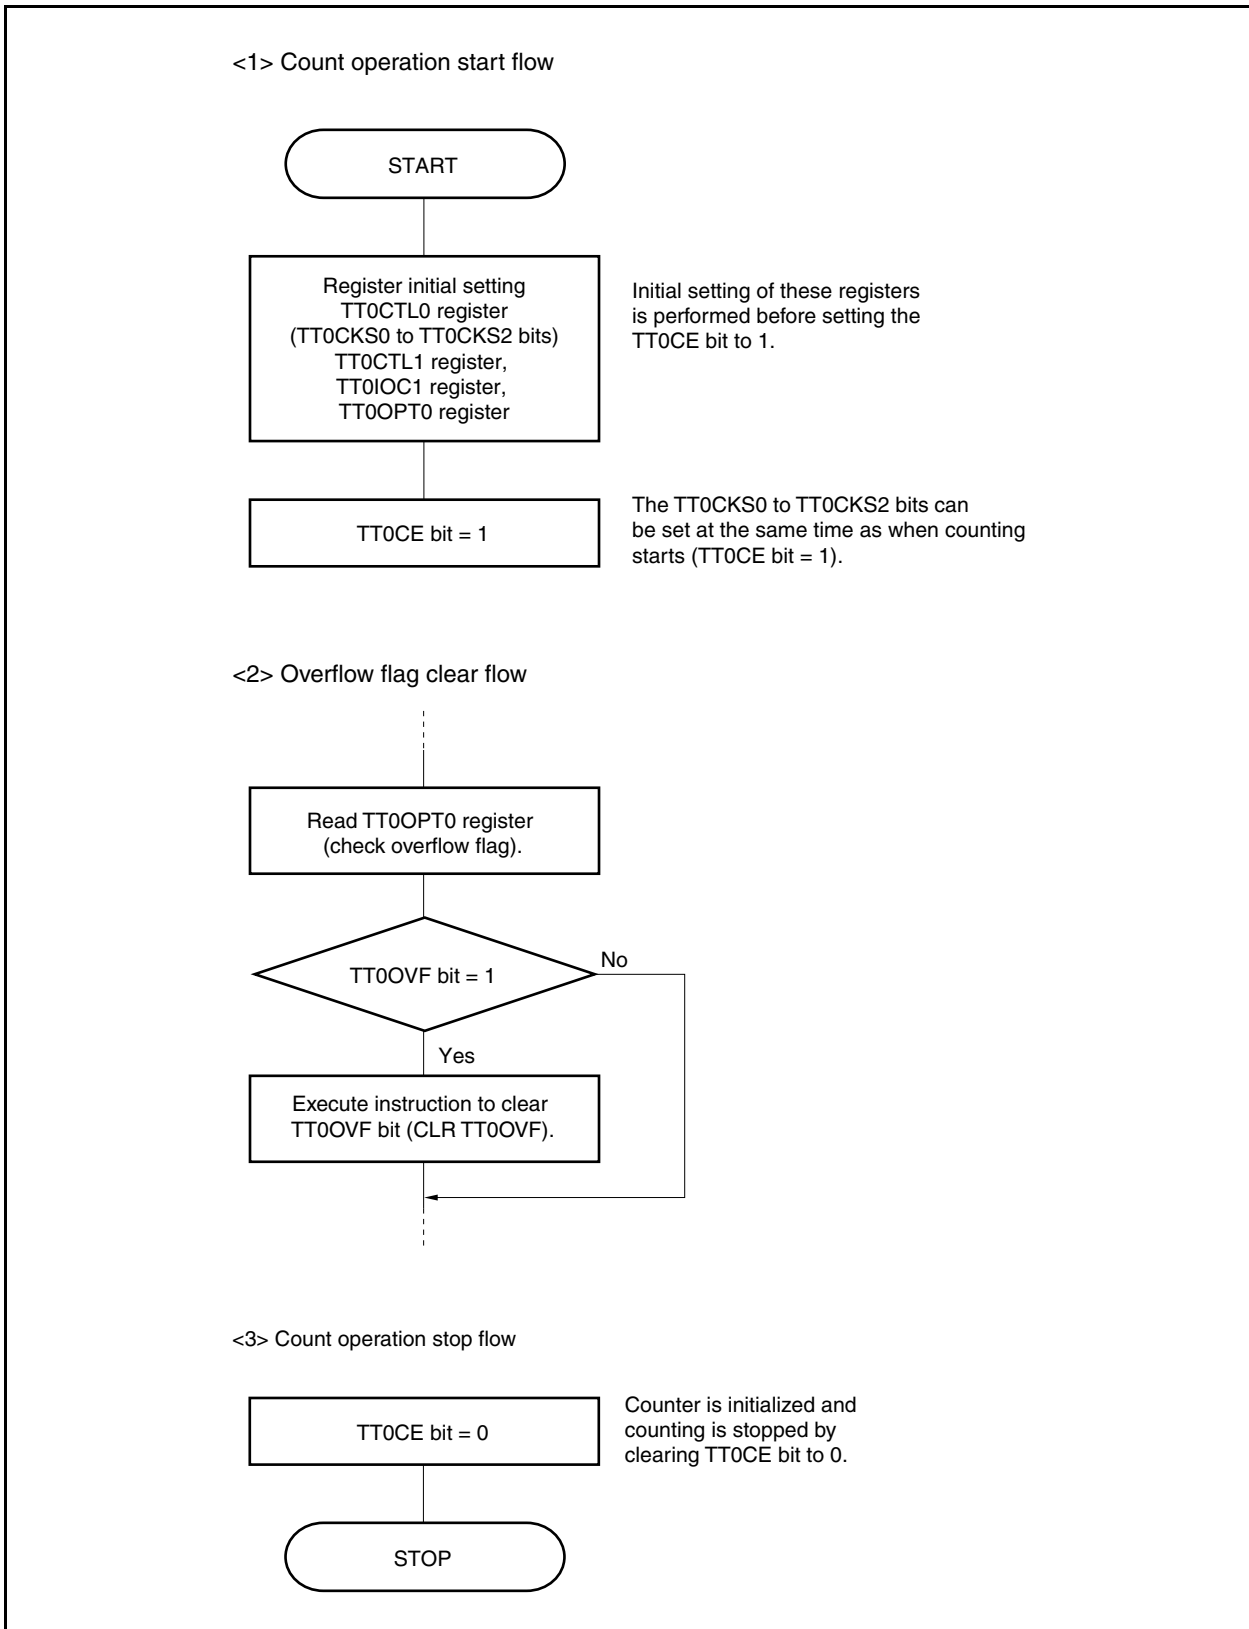 <1> Count operation start flow
START
Register initial setting
TT0CTL0 register
(TT0CKS0 to TT0CKS2 bits)
TT0CTL1 register,
TT0IOC1 register,
TT0OPT0 register
Initial setting of these registers
is performed before setting the
TT0CE bit to 1.
TT0CE bit = 1
The TT0CKS0 to TT0CKS2 bits can
be set at the same time as when counting
starts (TT0CE bit = 1).
<2> Overflow flag clear flow
Read TT0OPT0 register
(check overflow flag).
TT0OVF bit = 1
No
Yes
Execute instruction to clear
TT0OVF bit (CLR TT0OVF).
<3> Count operation stop flow
TT0CE bit = 0
Counter is initialized and
counting is stopped by
clearing TT0CE bit to 0.
STOP